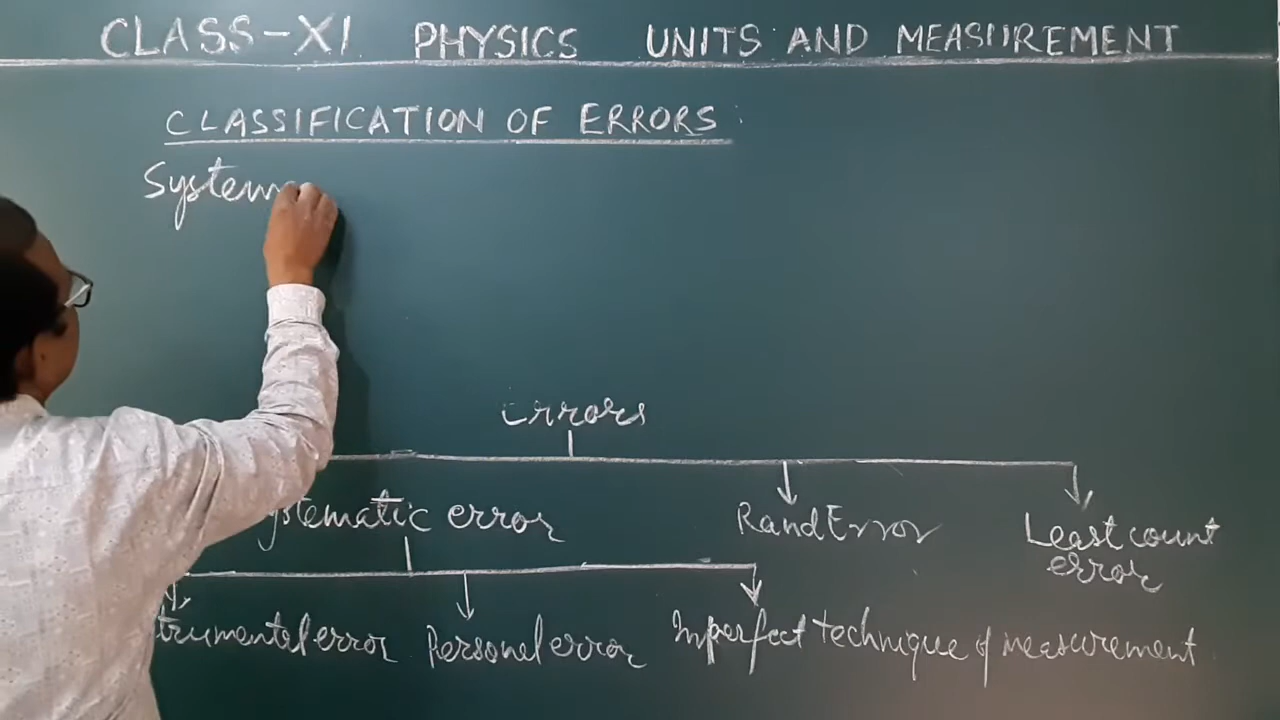 CLASS-XI PHYSICS UNITS AND MEASUREMENT
CLASSIFICATION OF ERRORS:
System
Errors
ystematic error
RandError
Least count
error
trumental error
Personal error
Imperfect technique of measurement